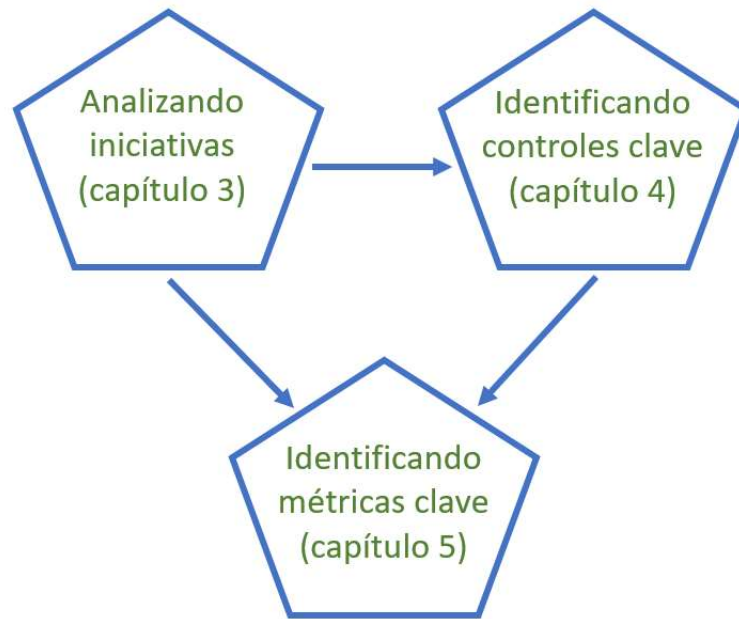 Analizando
iniciativas
(capítulo 3)
Identificando
controles clave
(capítulo 4)
Identificando
métricas clave
(capítulo 5)